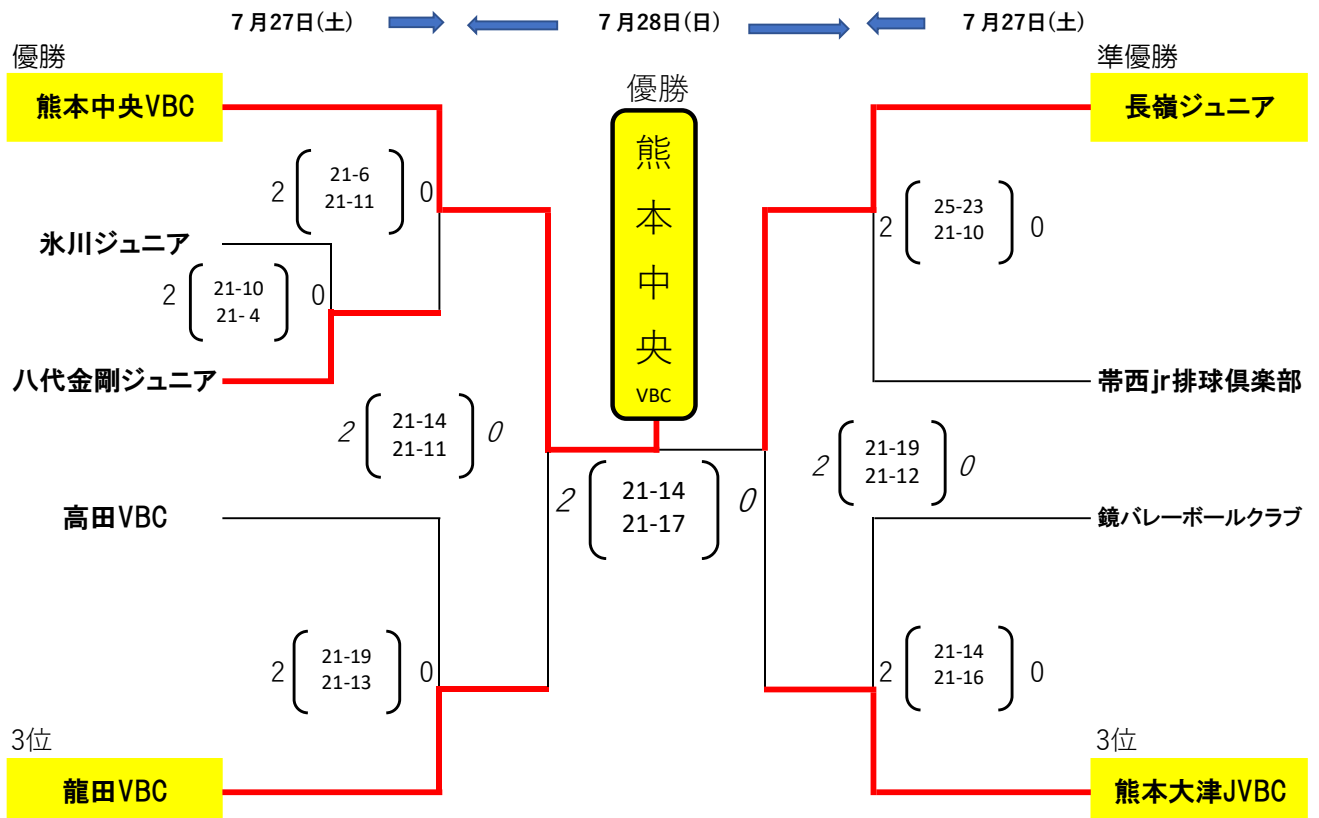 7月27日(土)
7月28日(日)
7月27日(土)
優勝
熊本中央VBC
準優勝
長嶺ジュニア
優勝
熊
本
中
央
VBC
2
21-6
21-11
0
2
25-23
21-10
0
氷川ジュニア
2
21-10
21- 4
0
八代金剛ジュニア
帯西jr排球倶楽部
2
21-14
21-11
0
2
21-19
21-12
0
2
21-14
21-17
0
高田VBC
鏡バレーボールクラブ
2
21-19
21-13
0
2
21-14
21-16
0
3位
龍田VBC
3位
熊本大津JVBC